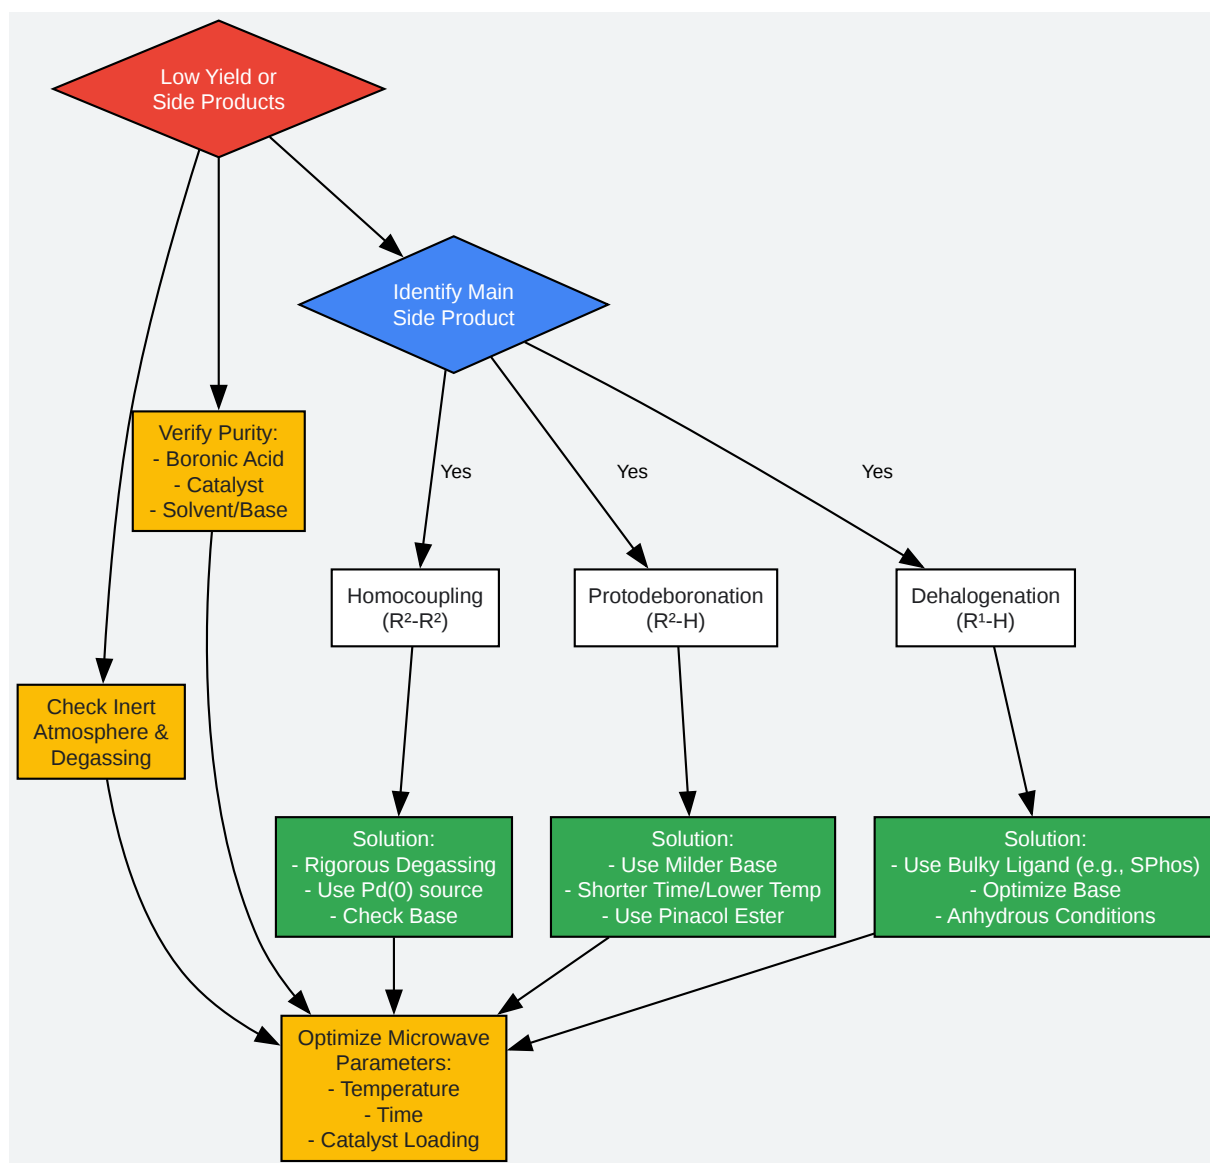 Low Yield or
Side Products
Identify Main
Side Product
Verify Purity:
- Boronic Acid
- Catalyst
- Solvent/Base
Yes
Yes
Yes
Homocoupling
(R²-R²)
Protodeboronation
(R²-H)
Dehalogenation
(R¹-H)
Check Inert
Atmosphere &
Degassing
Solution:
- Rigorous Degassing
- Use Pd(0) source
- Check Base
Solution:
- Use Milder Base
- Shorter Time/Lower Temp
- Use Pinacol Ester
Solution:
- Use Bulky Ligand (e.g., SPhos)
- Optimize Base
- Anhydrous Conditions
Optimize Microwave
Parameters:
- Temperature
- Time
- Catalyst Loading